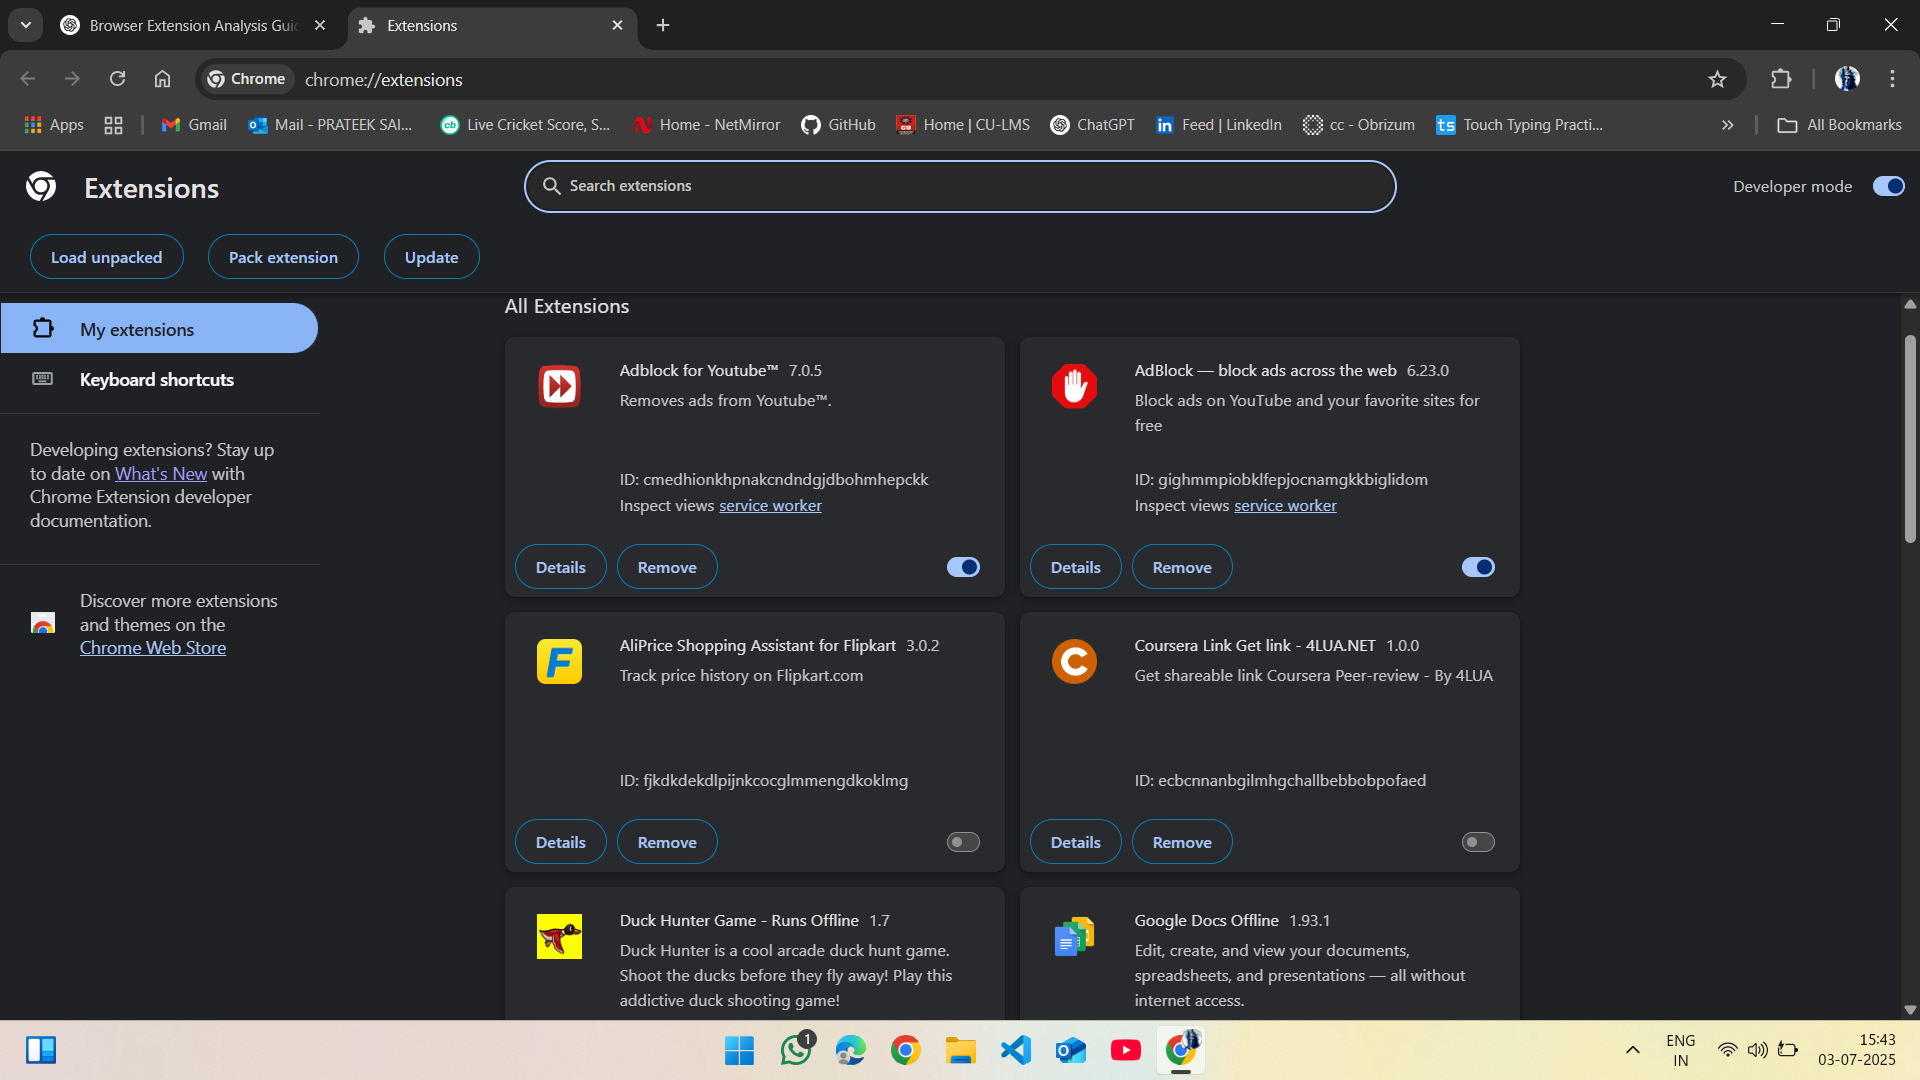 Browser Extension Analysis Gui
Extensions
Chrome
chrome://extensions
Apps
Gmail
Mail - PRATEEK SAI...
Live Cricket Score, S...
Home - NetMirror
GitHub
Home | CU-LMS
ChatGPT
Feed | LinkedIn
cc - Obrizum
Touch Typing Practi...
All Bookmarks
Extensions
Search extensions
Developer mode
Load unpacked
Pack extension
Update
My extensions
Keyboard shortcuts
Developing extensions? Stay up
to date on What's New with
Chrome Extension developer
documentation.
Discover more extensions
and themes on the
Chrome Web Store
All Extensions
Adblock for Youtube™ 7.0.5
Removes ads from Youtube™.
ID: cmedhionkhpnakcndndgjdbohmhepckk
Inspect views service worker
Details
Remove
AdBlock — block ads across the web 6.23.0
Block ads on YouTube and your favorite sites for
free
ID: gighmmpiobklfepjocnamgkkbiglidom
Inspect views service worker
Details
Remove
AliPrice Shopping Assistant for Flipkart 3.0.2
Track price history on Flipkart.com
ID: fjkdkdekdlpijnkcocglmmengdkoklmg
Details
Remove
Coursera Link Get link - 4LUA.NET 1.0.0
Get shareable link Coursera Peer-review - By 4LUA
ID: ecbcnnanbgilmhgchallbebbobpofaed
Details
Remove
Duck Hunter Game - Runs Offline 1.7
Duck Hunter is a cool arcade duck hunt game.
Shoot the ducks before they fly away! Play this
addictive duck shooting game!
Google Docs Offline 1.93.1
Edit, create, and view your documents,
spreadsheets, and presentations — all without
internet access.
1
ENG
IN
15:43
03-07-2025